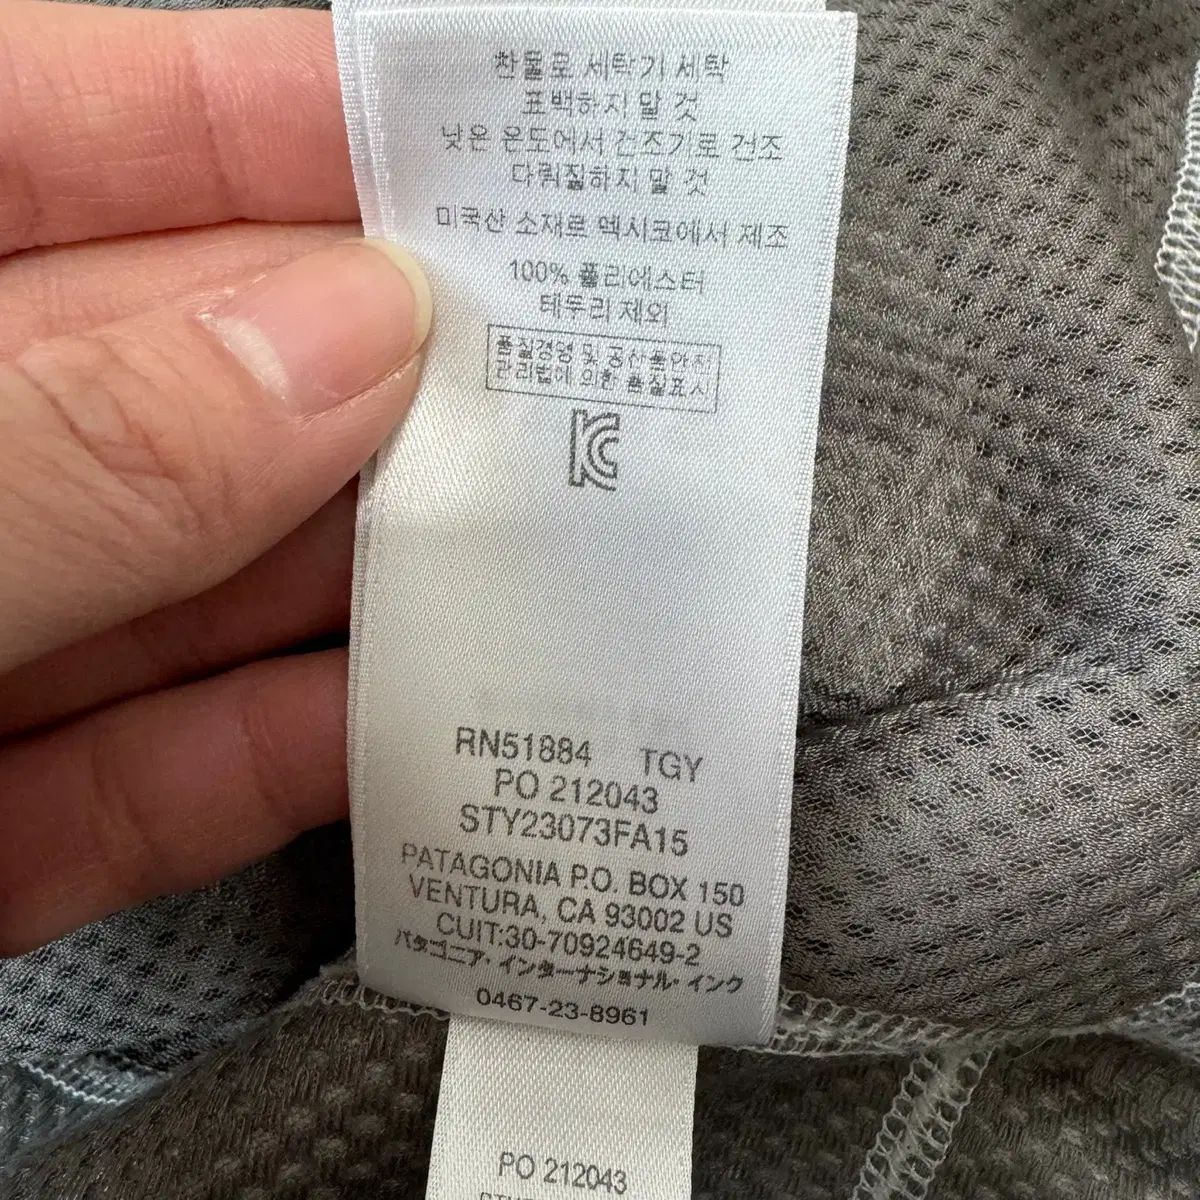 찬물로 세탁기 세탁
표백하지 말 것
낮은 온도에서 건조기로 건조
다림질하지 말 것
미국산 소재로 멕시코에서 제조
100% 폴리에스터
테두리 제외
품질경영 및 공산품안전
관리법에 의한 품질표시
KC
RN51884 TGY
PO 212043
STY23073FA15
PATAGONIA P.O. BOX 150
VENTURA, CA 93002 US
CUIT:30-70924649-2
パタゴニア・インターナショナル・インク
0467-23-8961
PO 212043